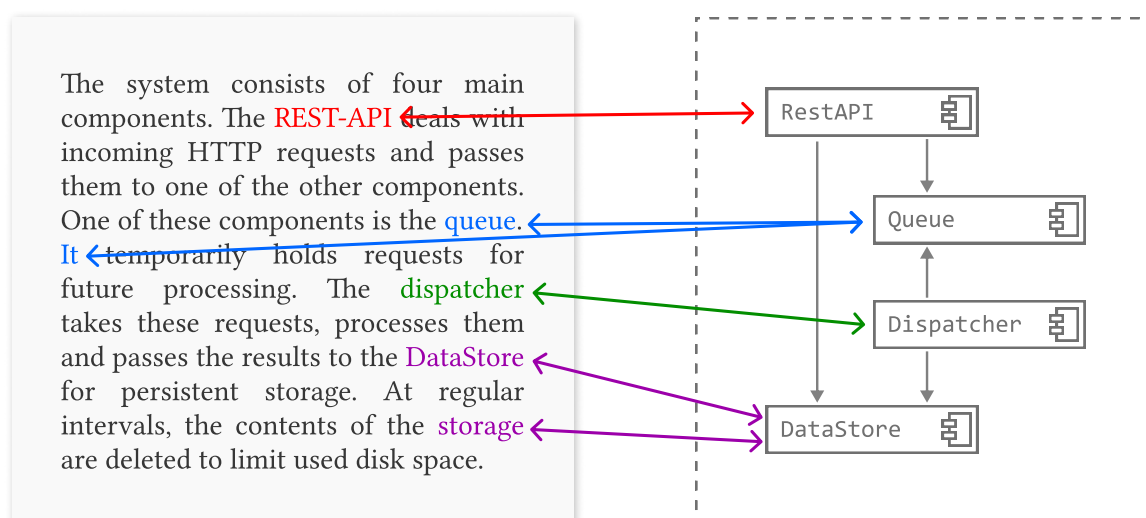 The system consists of four main
components. The REST-API deals with
incoming HTTP requests and passes
them to one of the other components.
One of these components is the queue.
It temporarily holds requests for
future processing. The dispatcher
takes these requests, processes them
and passes the results to the DataStore
for persistent storage. At regular
intervals, the contents of the storage
are deleted to limit used disk space.
RestAPI
Queue
Dispatcher
DataStore